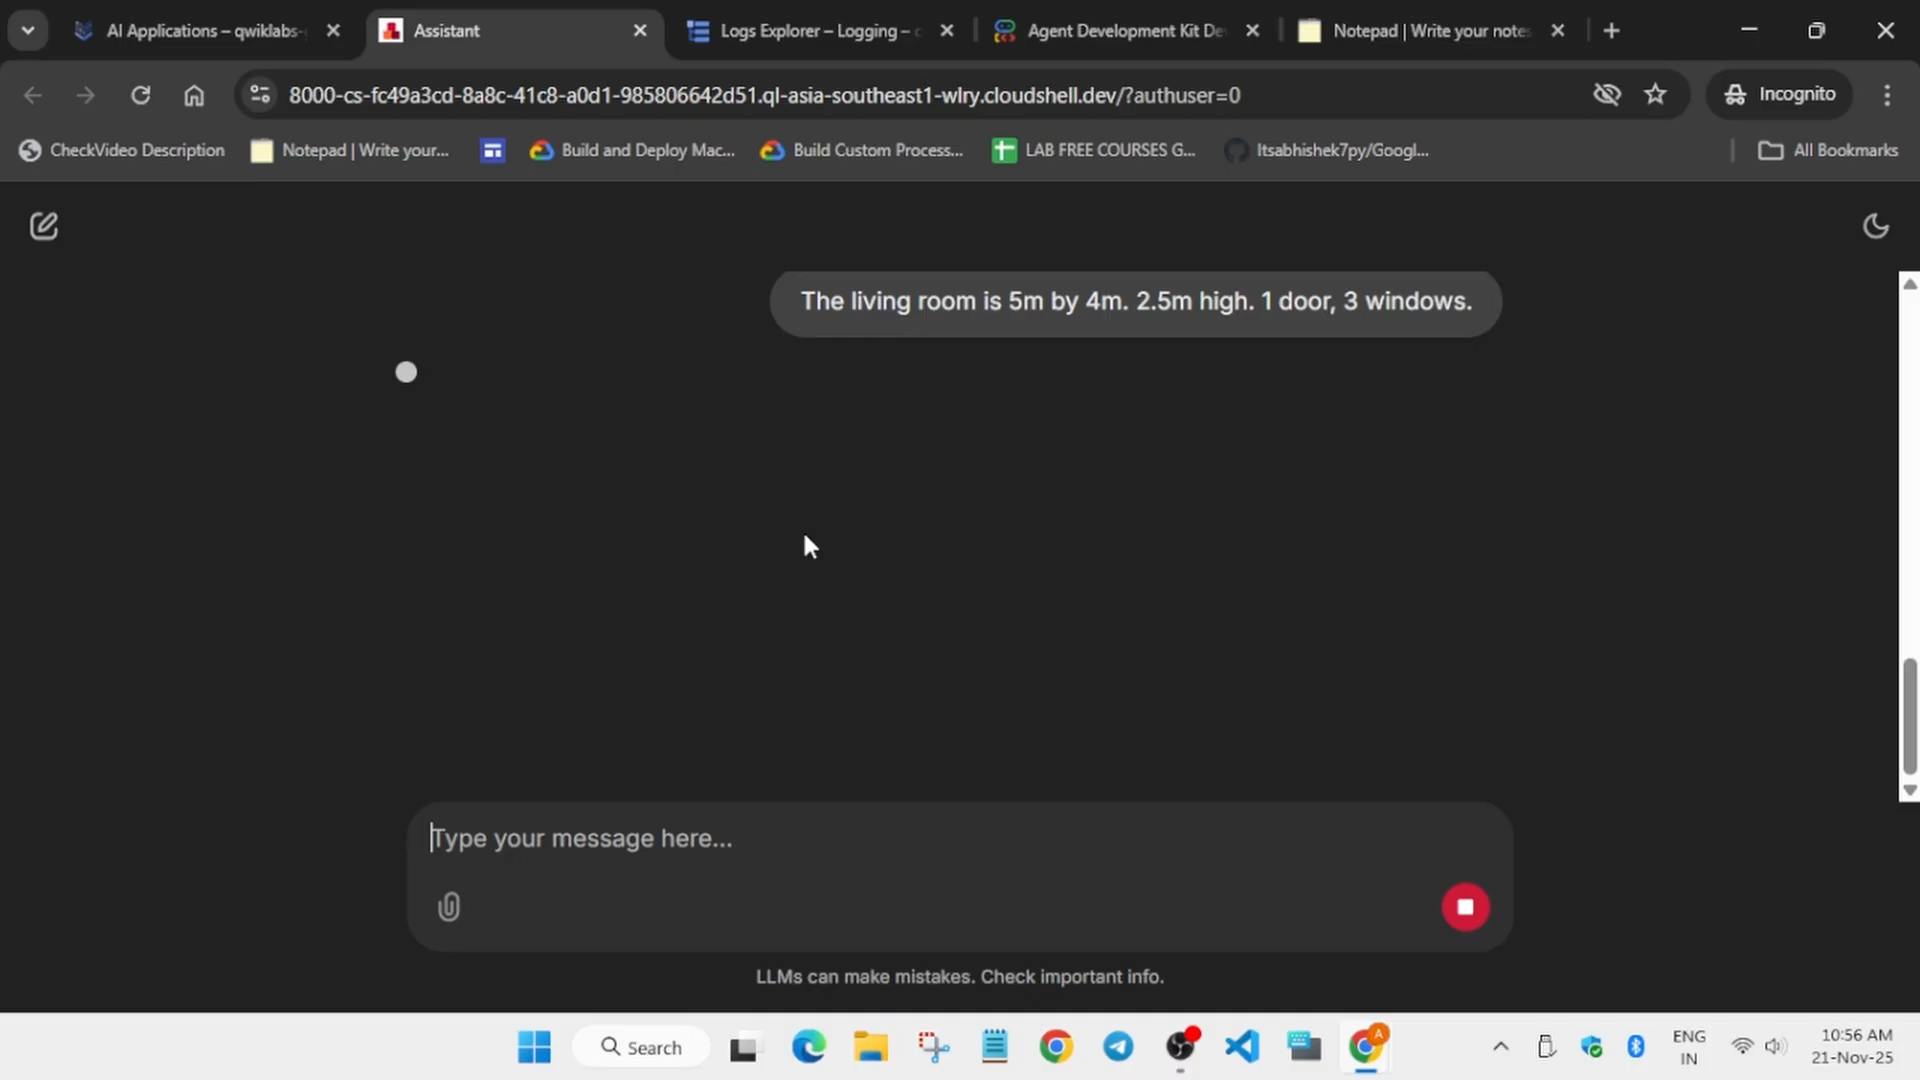 AI Applications – qwiklabs-
Assistant
Logs Explorer – Logging – c
Agent Development Kit De
Notepad | Write your notes
8000-cs-fc49a3cd-8a8c-41c8-a0d1-985806642d51.ql-asia-southeast1-wlry.cloudshell.dev/?authuser=0
Incognito
CheckVideo Description
Notepad | Write your...
Build and Deploy Mac...
Build Custom Process...
LAB FREE COURSES G...
Itsabhishek7py/Googl...
All Bookmarks
The living room is 5m by 4m. 2.5m high. 1 door, 3 windows.
Type your message here...
LLMs can make mistakes. Check important info.
Search
A
ENG
IN
10:56 AM
21-Nov-25